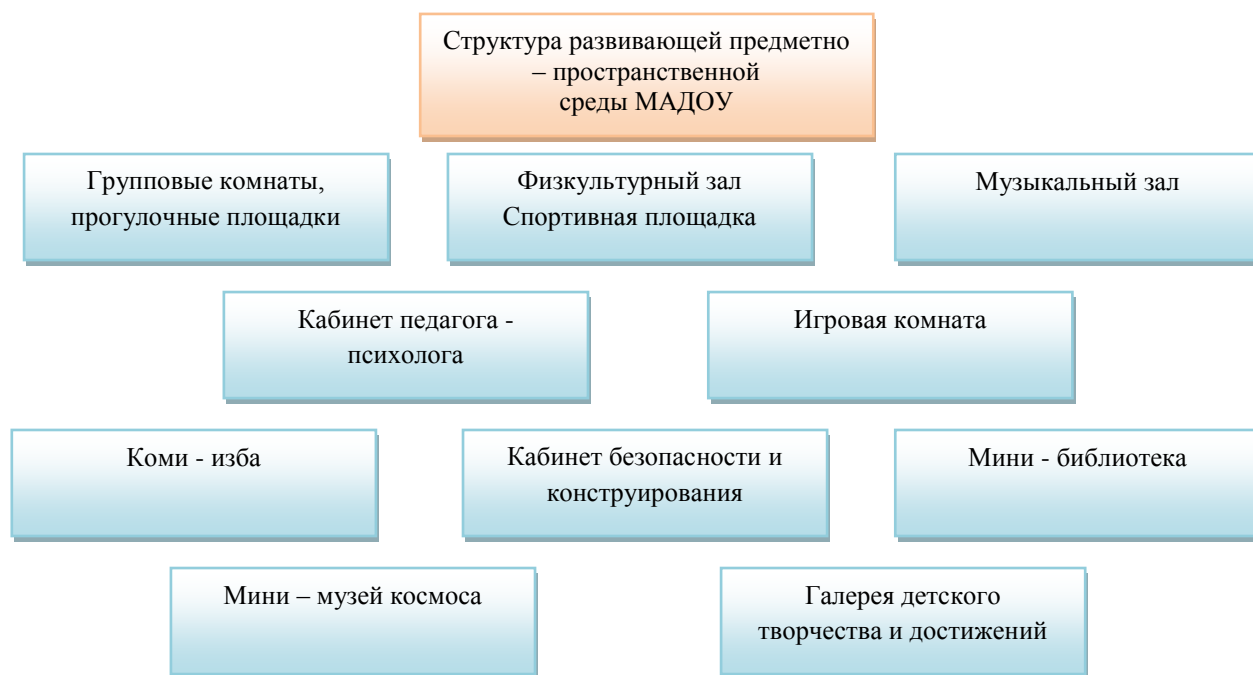 Структура развивающей предметно
– пространственной
среды МАДОУ
Групповые комнаты,
прогулочные площадки
Физкультурный зал
Спортивная площадка
Музыкальный зал
Кабинет педагога -
психолога
Игровая комната
Коми - изба
Кабинет безопасности и
конструирования
Мини - библиотека
Мини – музей космоса
Галерея детского
творчества и достижений